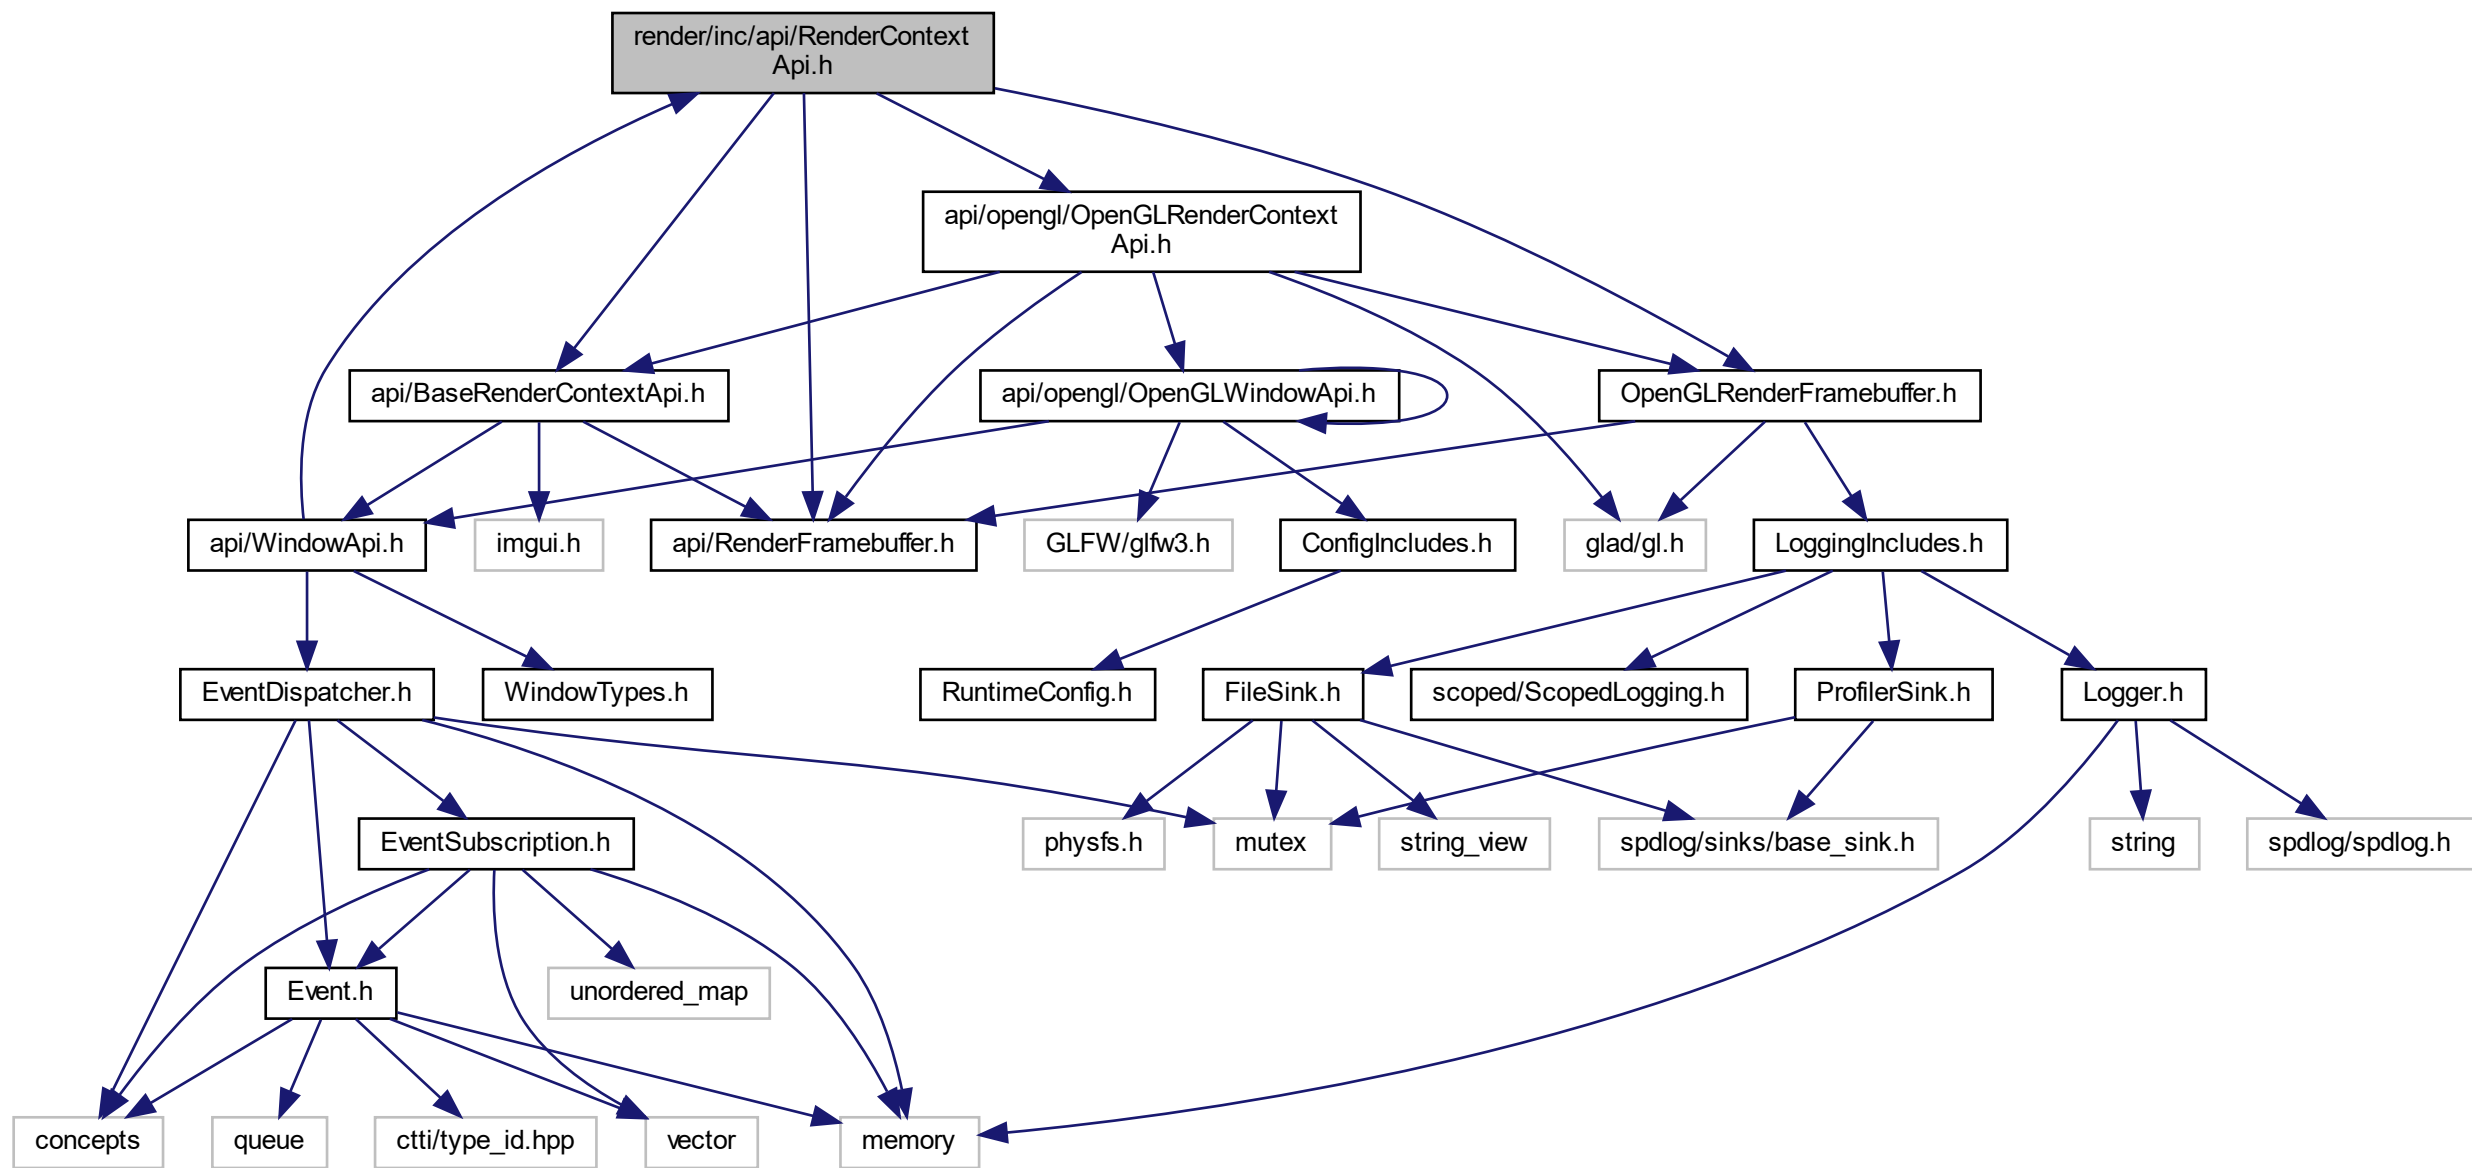 render/inc/api/RenderContext
Api.h
api/opengl/OpenGLRenderContext
Api.h
api/BaseRenderContextApi.h
api/opengl/OpenGLWindowApi.h
OpenGLRenderFramebuffer.h
api/WindowApi.h
imgui.h
api/RenderFramebuffer.h
GLFW/glfw3.h
ConfigIncludes.h
glad/gl.h
LoggingIncludes.h
EventDispatcher.h
WindowTypes.h
RuntimeConfig.h
FileSink.h
scoped/ScopedLogging.h
ProfilerSink.h
Logger.h
EventSubscription.h
physfs.h
mutex
string_view
spdlog/sinks/base_sink.h
string
spdlog/spdlog.h
Event.h
unordered_map
concepts
queue
ctti/type_id.hpp
vector
memory